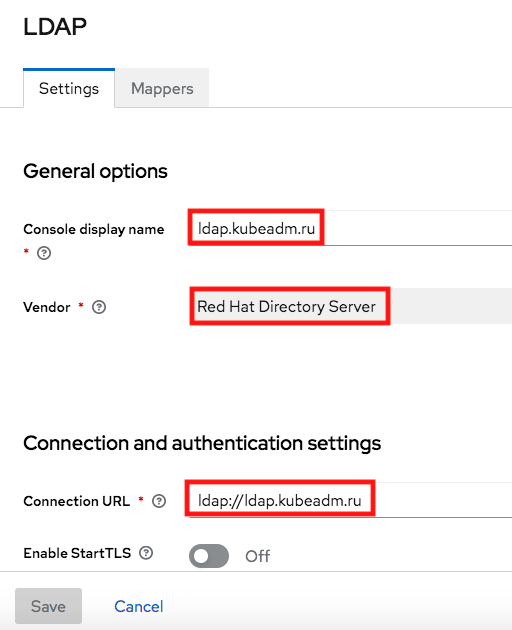 LDAP
Settings Mappers
General options
Console display name * ldap.kubeadm.ru
Vendor * Red Hat Directory Server
Connection and authentication settings
Connection URL * ldap://ldap.kubeadm.ru
Enable StartTLS Off
Save Cancel